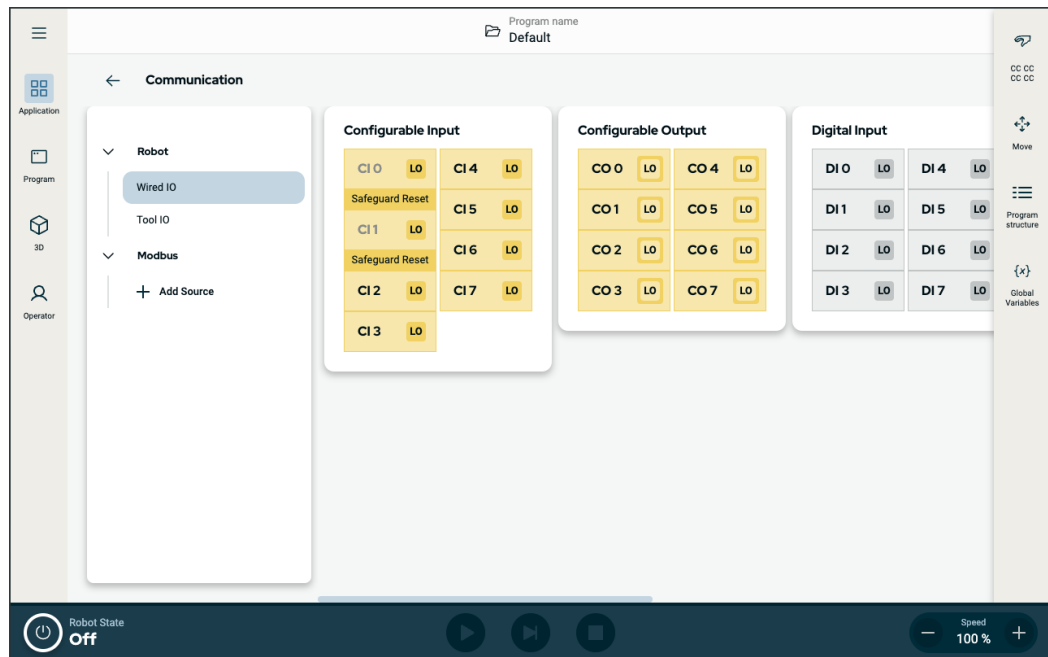 Program name
Default
Application
Program
3D
Operator
Communication
Robot
Wired IO
Tool IO
Modbus
Add Source
Configurable Input
CI 0 LO CI 4 LO
Safeguard Reset
CI 5 LO
CI 1 LO
CI 6 LO
Safeguard Reset
CI 2 LO CI 7 LO
CI 3 LO
Configurable Output
CO 0 LO CO 4 LO
CO 1 LO CO 5 LO
CO 2 LO CO 6 LO
CO 3 LO CO 7 LO
Digital Input
DI 0 LO DI 4 LO
DI 1 LO DI 5 LO
DI 2 LO DI 6 LO
DI 3 LO DI 7 LO
CC CC
CC CC
Move
Program
structure
{x}
Global
Variables
Robot State
Off
Speed
100 %